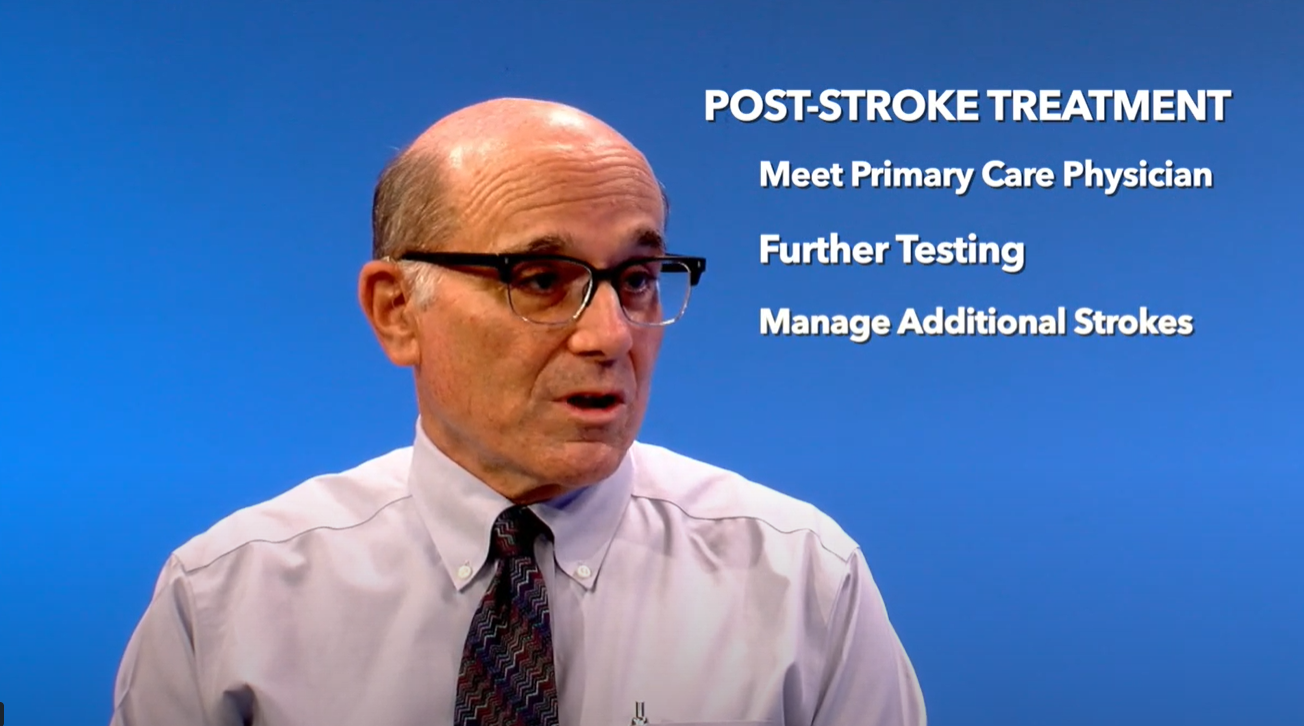 POST-STROKE TREATMENT
Meet Primary Care Physician
Further Testing
Manage Additional Strokes